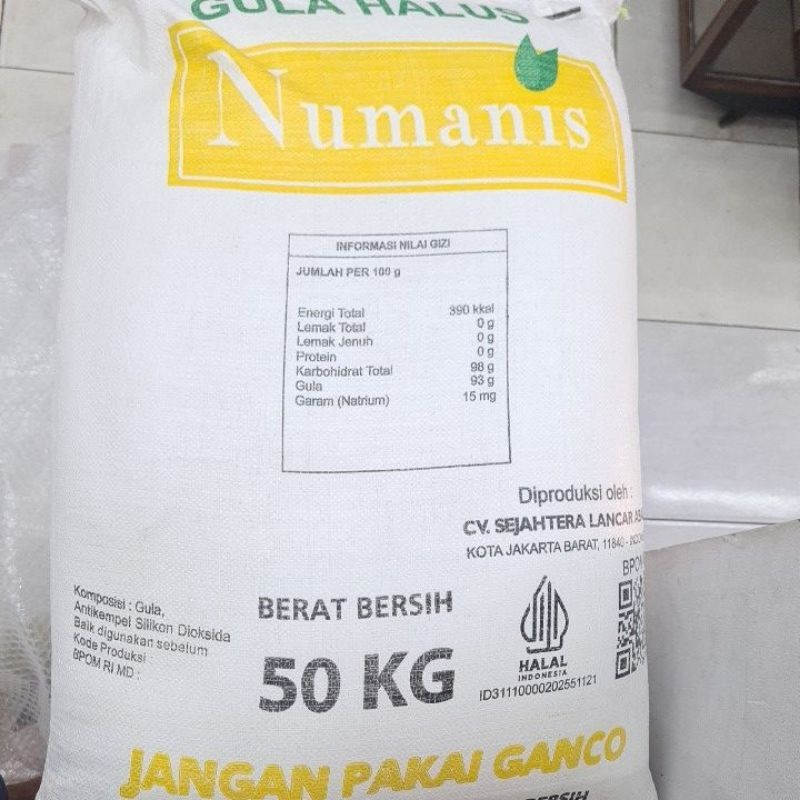 GULA HALUS
Numanis
INFORMASI NILAI GIZI
JUMLAH PER 100 g
Energi Total 390 kkal
Lemak Total 0 g
Lemak Jenuh 0 g
Protein 0 g
Karbohidrat Total 98 g
Gula 93 g
Garam (Natrium) 15 mg
Diproduksi oleh :
CV. SEJAHTERA LANCAR
KOTA JAKARTA BARAT, 11840 -
BPOM
Komposisi : Gula,
Antikempel Silikon Dioksida
Baik digunakan sebelum
Kode Produksi
BPOM RI MD :
BERAT BERSIH
50 KG
HALAL
INDONESIA
ID31110000202551121
JANGAN PAKAI GANCO
BERSIH